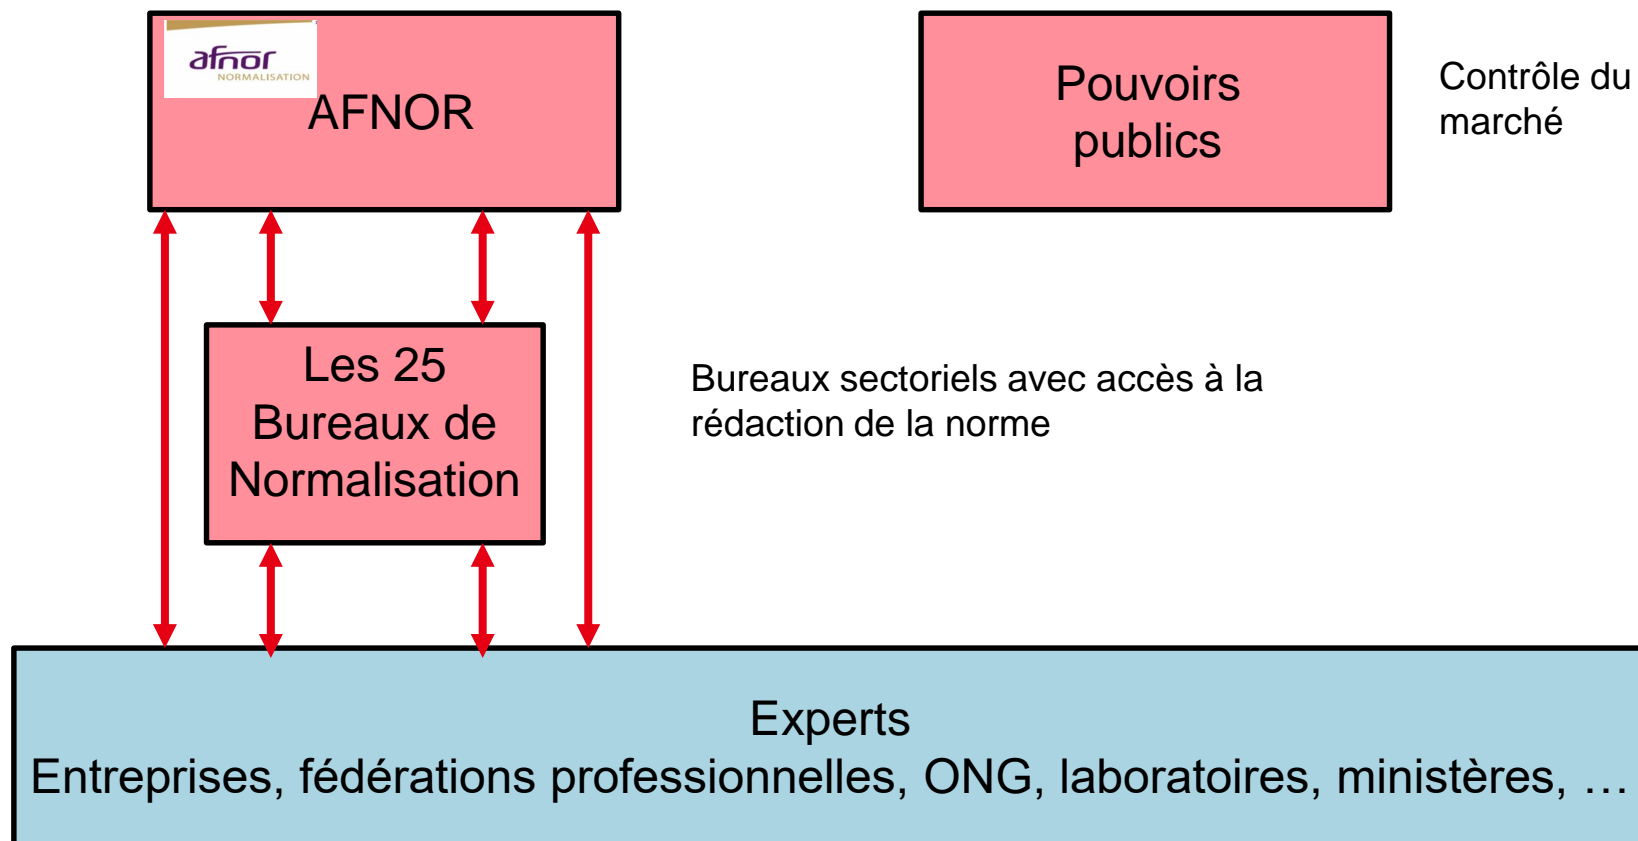 afnor
NORMALISATION
AFNOR
Pouvoirs
publics
Contrôle du
marché
Les 25
Bureaux de
Normalisation
Bureaux sectoriels avec accès à la
rédaction de la norme
Experts
Entreprises, fédérations professionnelles, ONG, laboratoires, ministères, …